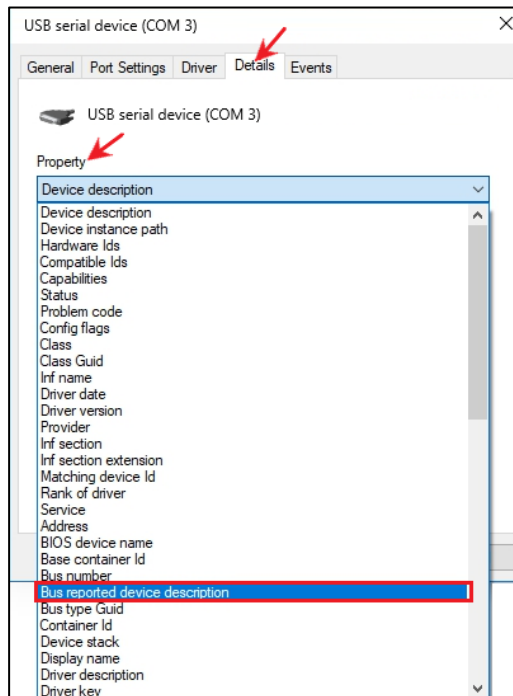 USB serial device (COM 3)
General Port Settings Driver Details Events
USB serial device (COM 3)
Property
Device description
Device description
Device instance path
Hardware Ids
Compatible Ids
Capabilities
Status
Problem code
Config flags
Class
Class Guid
Inf name
Driver date
Driver version
Provider
Inf section
Inf section extension
Matching device Id
Rank of driver
Service
Address
BIOS device name
Base container Id
Bus number
Bus reported device description
Bus type Guid
Container Id
Device stack
Display name
Driver description
Driver key